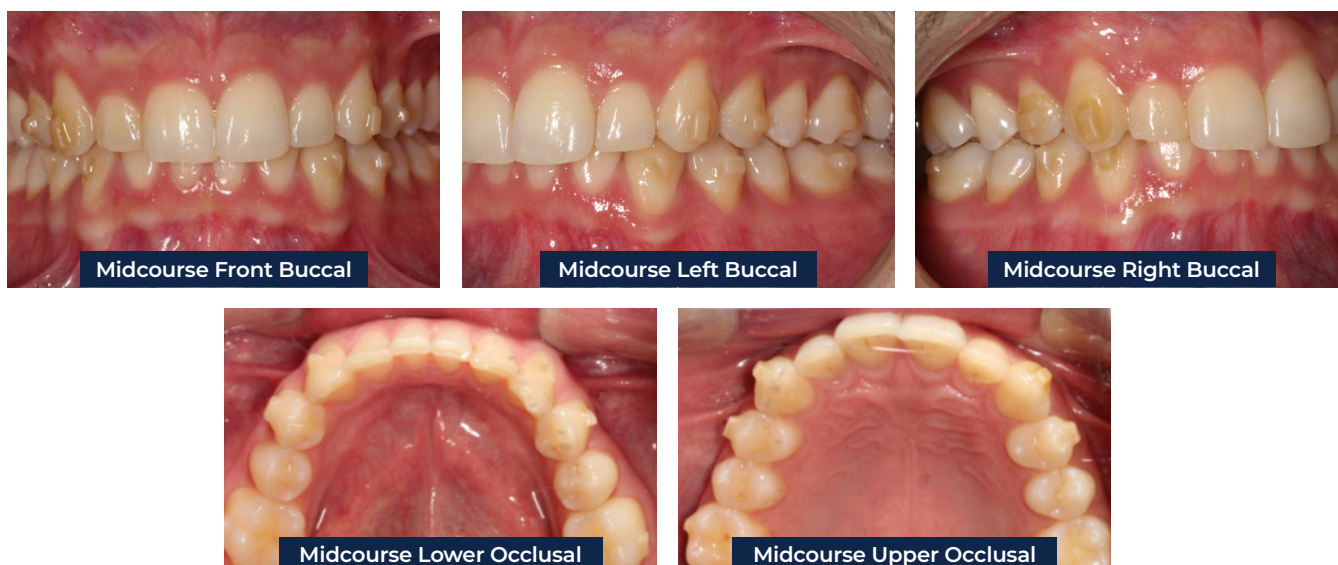 Midcourse Front Buccal
Midcourse Left Buccal
Midcourse Right Buccal
Midcourse Lower Occlusal
Midcourse Upper Occlusal